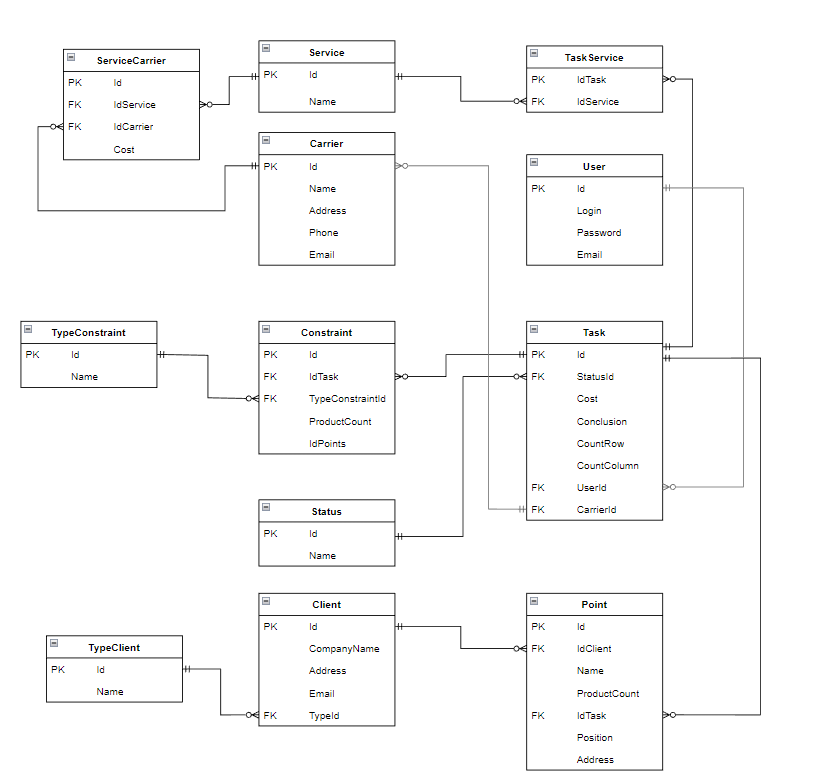 ServiceCarrier
PK Id
FK IdService
FK IdCarrier
Cost
Service
PK Id
Name
TaskService
PK IdTask
FK IdService
Carrier
PK Id
Name
Address
Phone
Email
User
PK Id
Login
Password
Email
TypeConstraint
PK Id
Name
Constraint
PK Id
FK IdTask
FK TypeConstraintId
ProductCount
IdPoints
Task
PK Id
FK StatusId
Cost
Conclusion
CountRow
CountColumn
FK UserId
FK CarrierId
Status
PK Id
Name
TypeClient
PK Id
Name
Client
PK Id
CompanyName
Address
Email
FK TypeId
Point
PK Id
FK IdClient
Name
ProductCount
FK IdTask
Position
Address